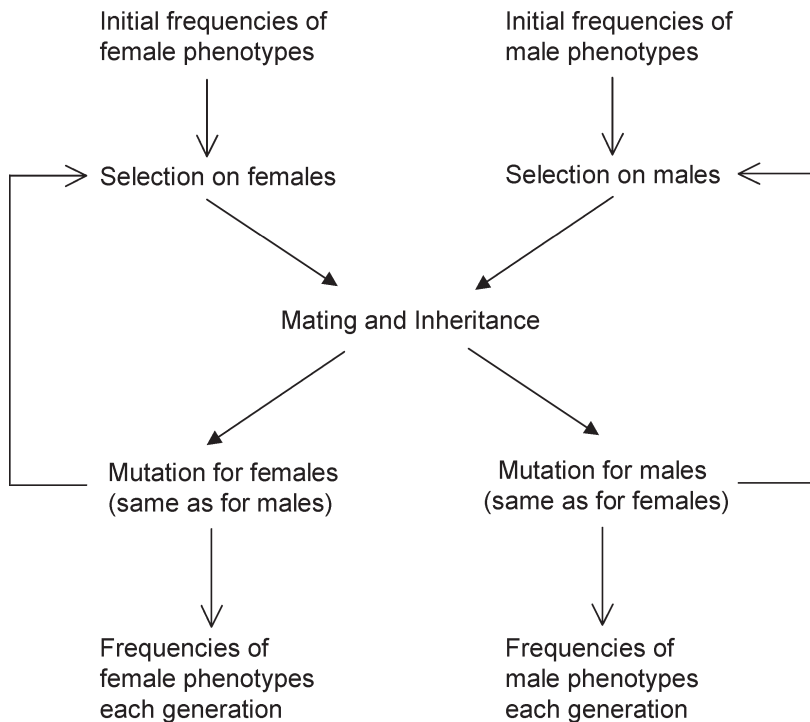 Initial frequencies of
female phenotypes
Initial frequencies of
male phenotypes
Selection on females
Selection on males
Mating and Inheritance
Mutation for females
(same as for males)
Mutation for males
(same as for females)
Frequencies of
female phenotypes
each generation
Frequencies of
male phenotypes
each generation